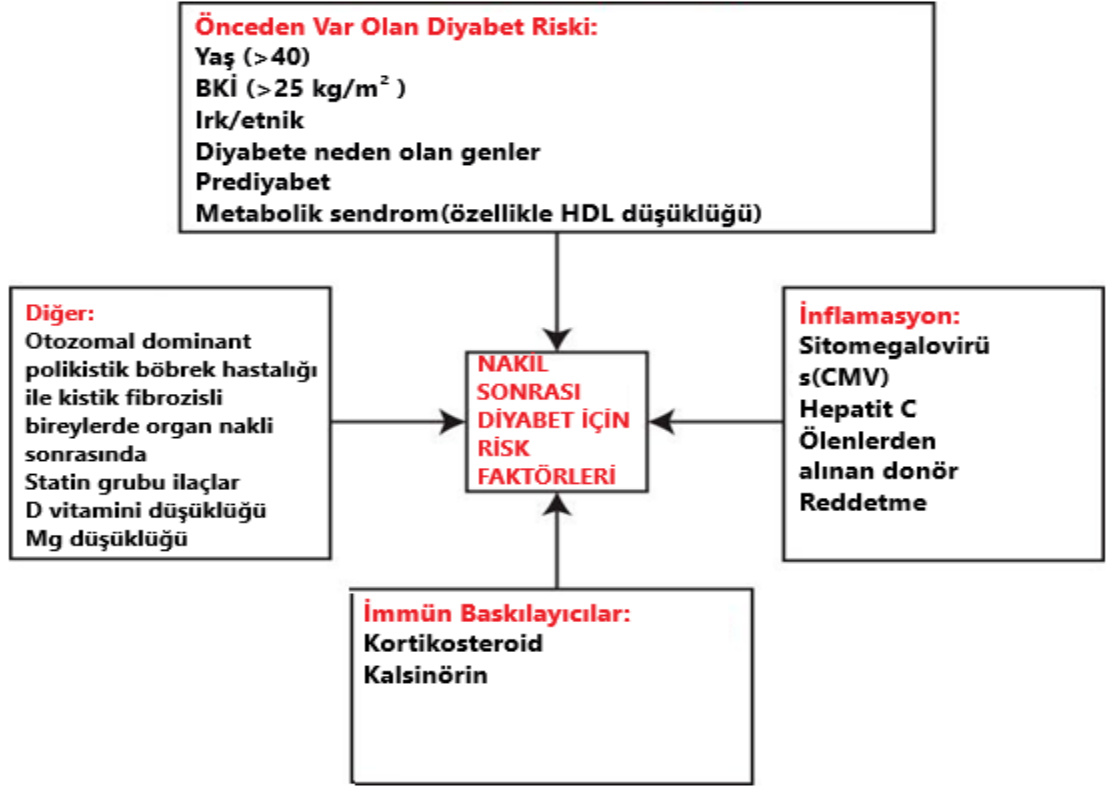 Önceden Var Olan Diyabet Riski:
Yaş (>40)
BKİ (>25 kg/m² )
Irk/etnik
Diyabete neden olan genler
Prediyabet
Metabolik sendrom(özellikle HDL düşüklüğü)
Diğer:
Otozomal dominant
polikistik böbrek hastalığı
ile kistik fibrozisli
bireylerde organ nakli
sonrasında
Statin grubu ilaçlar
D vitamini düşüklüğü
Mg düşüklüğü
NAKİL
SONRASI
DİYABET İÇİN
RİSK
FAKTÖRLERİ
İnflamasyon:
Sitomegalovirü
s(CMV)
Hepatit C
Ölenlerden
alınan donör
Reddetme
İmmün Baskılayıcılar:
Kortikosteroid
Kalsinörin